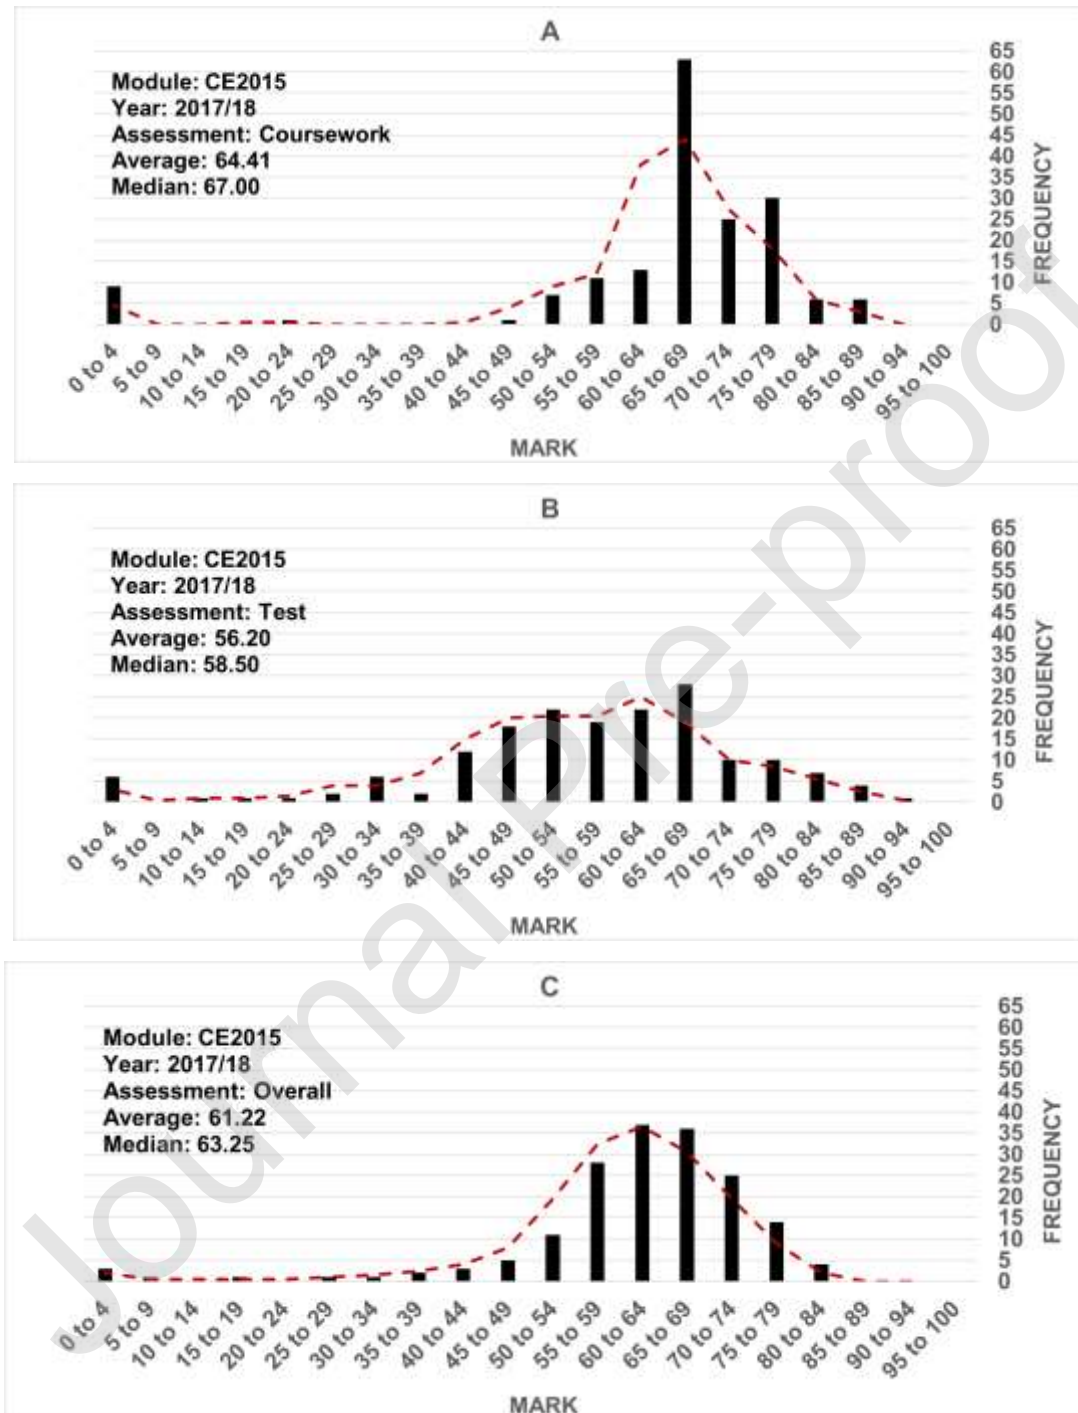 A
Module: CE2015
Year: 2017/18
Assessment: Coursework
Average: 64.41
Median: 67.00
65
60
55
50
45
40
35
30
25
20
15
10
5
0
FREQUENCY
0 to 4
5 to 9
10 to 14
15 to 19
20 to 24
25 to 29
30 to 34
35 to 39
40 to 44
45 to 49
50 to 54
55 to 59
60 to 64
65 to 69
70 to 74
75 to 79
80 to 84
85 to 89
90 to 94
95 to 100
MARK
B
Module: CE2015
Year: 2017/18
Assessment: Test
Average: 56.20
Median: 58.50
65
60
55
50
45
40
35
30
25
20
15
10
5
0
FREQUENCY
0 to 4
5 to 9
10 to 14
15 to 19
20 to 24
25 to 29
30 to 34
35 to 39
40 to 44
45 to 49
50 to 54
55 to 59
60 to 64
65 to 69
70 to 74
75 to 79
80 to 84
85 to 89
90 to 94
95 to 100
MARK
C
Module: CE2015
Year: 2017/18
Assessment: Overall
Average: 61.22
Median: 63.25
65
60
55
50
45
40
35
30
25
20
15
10
5
0
FREQUENCY
0 to 4
5 to 9
10 to 14
15 to 19
20 to 24
25 to 29
30 to 34
35 to 39
40 to 44
45 to 49
50 to 54
55 to 59
60 to 64
65 to 69
70 to 74
75 to 79
80 to 84
85 to 89
90 to 94
95 to 100
MARK
Journal Pre-proof